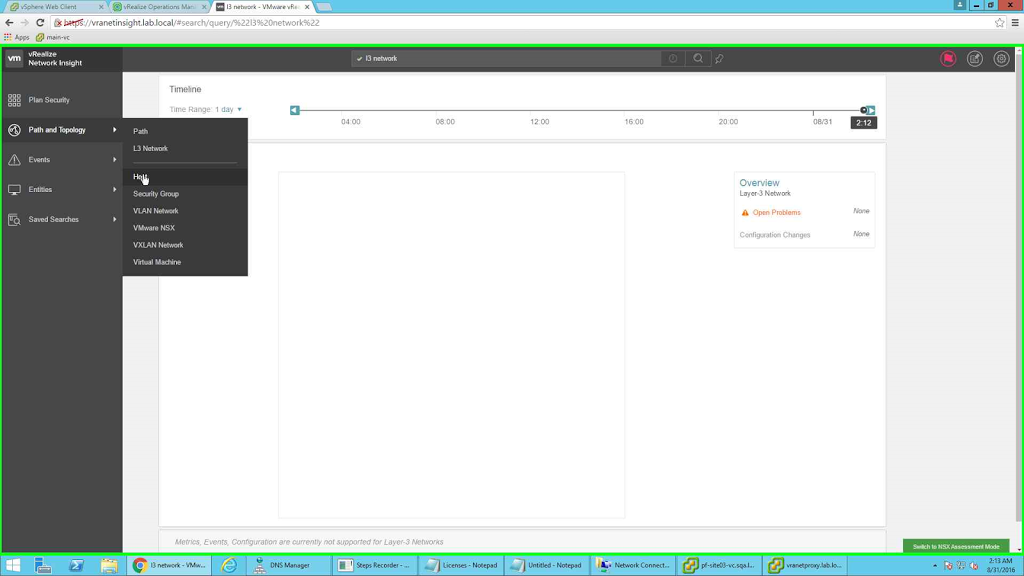 vSphere Web Client
vRealize Operations Mana
l3 network - VMware vRea
https://vranetinsight.lab.local/#search/query/%22l3%20network%22
Apps
main-vc
vm
vRealize
Network Insight
l3 network
Plan Security
Path and Topology
Events
Entities
Saved Searches
Path
L3 Network
Host
Security Group
VLAN Network
VMware NSX
VXLAN Network
Virtual Machine
Timeline
Time Range: 1 day
04:00
08:00
12:00
16:00
20:00
08/31
2:12
Overview
Layer-3 Network
Open Problems
None
Configuration Changes
None
Metrics, Events, Configuration are currently not supported for Layer-3 Networks
Switch to NSX Assessment Mode
l3 network - VMw...
DNS Manager
Steps Recorder - ...
Licenses - Notepad
Untitled - Notepad
Network Connect...
pf-site03-vc.sqa.l...
vranetproxy.lab.lo...
2:13 AM
8/31/2016